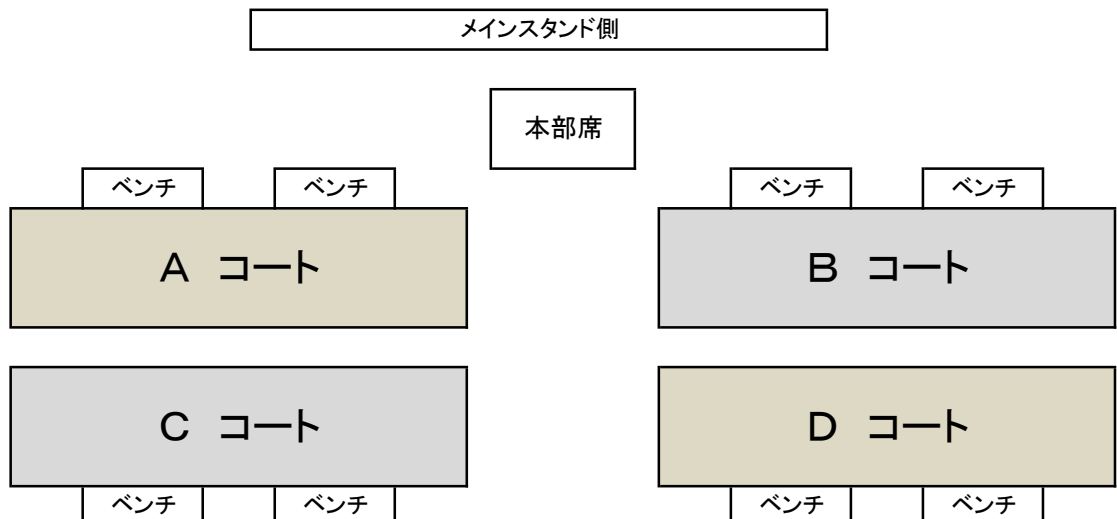 メインスタンド側
本部席
ベンチ ベンチ ベンチ ベンチ
A コート B コート
C コート D コート
ベンチ ベンチ ベンチ ベンチ